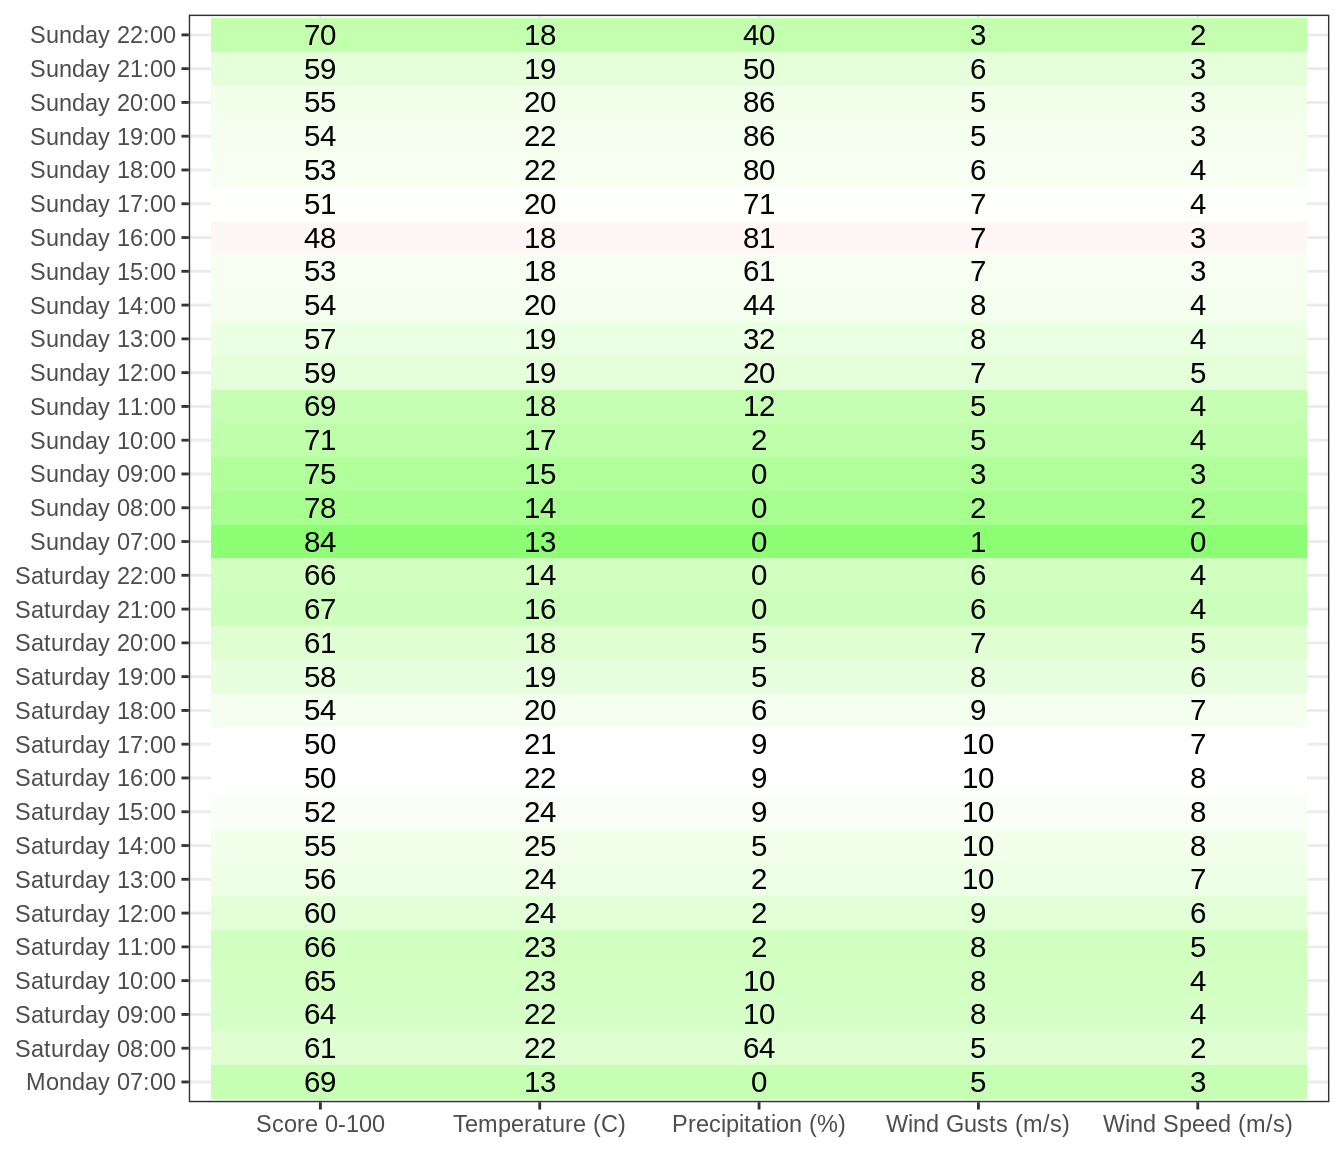 Sunday 22:00 70 18 40 3 2
Sunday 21:00 59 19 50 6 3
Sunday 20:00 55 20 86 5 3
Sunday 19:00 54 22 86 5 3
Sunday 18:00 53 22 80 6 4
Sunday 17:00 51 20 71 7 4
Sunday 16:00 48 18 81 7 3
Sunday 15:00 53 18 61 7 3
Sunday 14:00 54 20 44 8 4
Sunday 13:00 57 19 32 8 4
Sunday 12:00 59 19 20 7 5
Sunday 11:00 69 18 12 5 4
Sunday 10:00 71 17 2 5 4
Sunday 09:00 75 15 0 3 3
Sunday 08:00 78 14 0 2 2
Sunday 07:00 84 13 0 1 0
Saturday 22:00 66 14 0 6 4
Saturday 21:00 67 16 0 6 4
Saturday 20:00 61 18 5 7 5
Saturday 19:00 58 19 5 8 6
Saturday 18:00 54 20 6 9 7
Saturday 17:00 50 21 9 10 7
Saturday 16:00 50 22 9 10 8
Saturday 15:00 52 24 9 10 8
Saturday 14:00 55 25 5 10 8
Saturday 13:00 56 24 2 10 7
Saturday 12:00 60 24 2 9 6
Saturday 11:00 66 23 2 8 5
Saturday 10:00 65 23 10 8 4
Saturday 09:00 64 22 10 8 4
Saturday 08:00 61 22 64 5 2
Monday 07:00 69 13 0 5 3
Score 0-100 Temperature (C) Precipitation (%) Wind Gusts (m/s) Wind Speed (m/s)